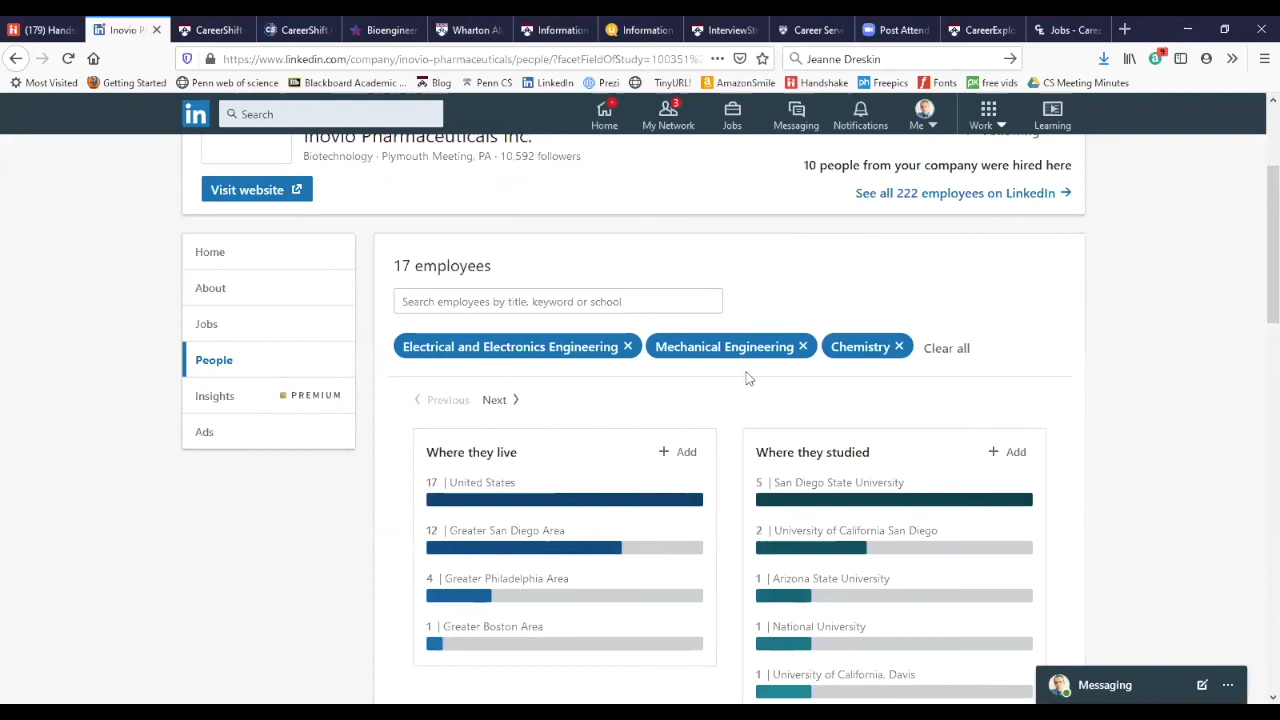 (179) Hands
Inovio P
CareerShift
CareerShift
Bioengineer
Wharton Al
Information
Information
InterviewStr
Career Serv
Post Attend
CareerExplo
Jobs - Care
https://www.linkedin.com/company/inovio-pharmaceuticals/people/?facetFieldOfStudy=100351%
Jeanne Dreskin
9
Most Visited
Getting Started
Penn web of science
Blackboard Academic ...
Blog
Penn CS
LinkedIn
Prezi
TinyURL!
AmazonSmile
Handshake
Freepics
Fonts
px free vids
CS Meeting Minutes
in
Search
Home
3
My Network
Jobs
Messaging
Notifications
Me
Work
Learning
Inovio Pharmaceuticals Inc.
Biotechnology · Plymouth Meeting, PA · 10,592 followers
Visit website
10 people from your company were hired here
See all 222 employees on LinkedIn →
Home
About
Jobs
People
Insights
PREMIUM
Ads
17 employees
Search employees by title, keyword or school
Electrical and Electronics Engineering ×
Mechanical Engineering ×
Chemistry ×
Clear all
Previous
Next
Where they live
+ Add
17 | United States
12 | Greater San Diego Area
4 | Greater Philadelphia Area
1 | Greater Boston Area
Where they studied
+ Add
5 | San Diego State University
2 | University of California San Diego
1 | Arizona State University
1 | National University
1 | University of California, Davis
Messaging